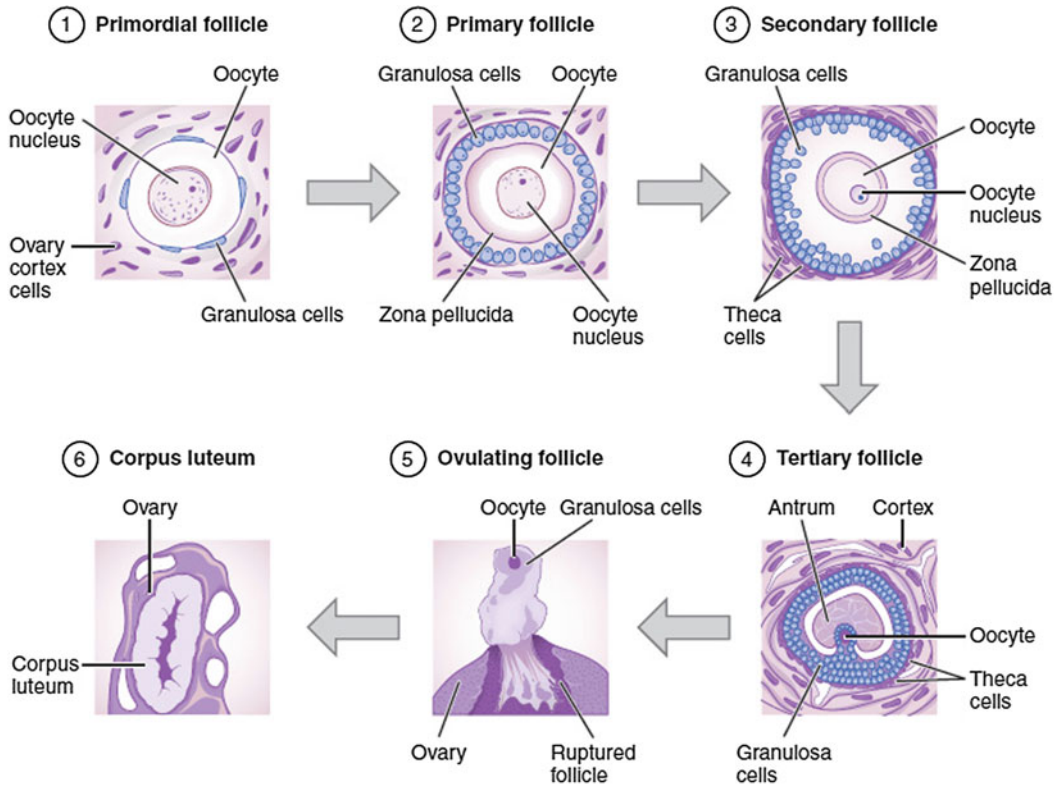 1 Primordial follicle
Oocyte
Oocyte
nucleus
Ovary
cortex
cells
Granulosa cells
2 Primary follicle
Granulosa cells
Oocyte
Zona pellucida
Oocyte
nucleus
3 Secondary follicle
Granulosa cells
Oocyte
Oocyte
nucleus
Zona
pellucida
Theca
cells
6 Corpus luteum
Ovary
Corpus
luteum
5 Ovulating follicle
Oocyte
Granulosa cells
Ovary
Ruptured
follicle
4 Tertiary follicle
Antrum
Cortex
Oocyte
Theca
cells
Granulosa
cells